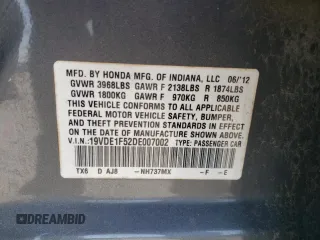 MFD. BY HONDA MFG. OF INDIANA, LLC 06/'12
GVWR 3968LBS GAWR F 2138LBS R 1874LBS
GVWR 1800KG GAWR F 970KG R 850KG
THIS VEHICLE CONFORMS TO ALL APPLICABLE
FEDERAL MOTOR VEHICLE SAFETY, BUMPER,
AND THEFT PREVENTION STANDARDS IN EFFECT
ON THE DATE OF MANUFACTURE SHOWN ABOVE.
V.I.N.:19VDE1F52DE007002 TYPE: PASSENGER CAR
TX6 D AJ8 -NH737MX -F -E
DREAMBID
DREAMBID.COM